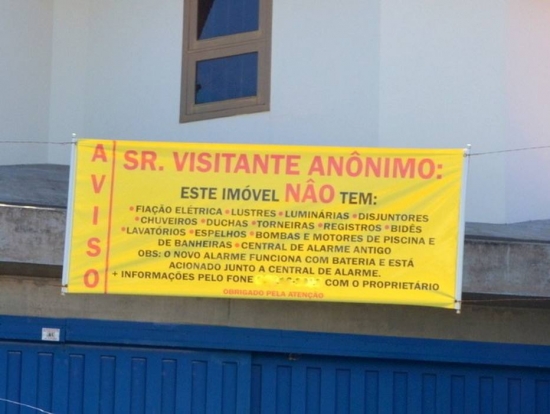 AVISO
SR. VISITANTE ANÔNIMO:
ESTE IMÓVEL NÃO TEM:
•FIAÇÃO ELÉTRICA •LUSTRES •LUMINÁRIAS •DISJUNTORES
•CHUVEIROS •DUCHAS •TORNEIRAS •REGISTROS •BIDÊS
•LAVATÓRIOS •ESPELHOS •BOMBAS E MOTORES DE PISCINA E
DE BANHEIRAS •CENTRAL DE ALARME ANTIGO
OBS: O NOVO ALARME FUNCIONA COM BATERIA E ESTÁ
ACIONADO JUNTO A CENTRAL DE ALARME.
+ INFORMAÇÕES PELO FONE COM O PROPRIETÁRIO
OBRIGADO PELA ATENÇÃO